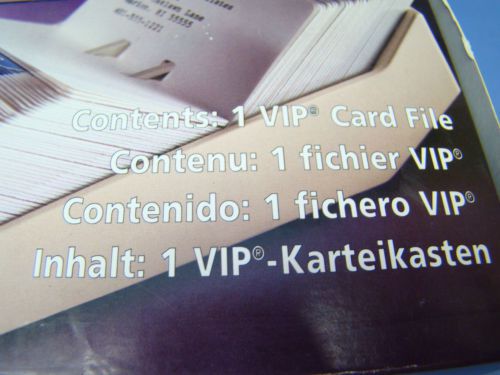 Contents: 1 VIP® Card File
Contenu: 1 fichier VIP®
Contenido: 1 fichero VIP®
Inhalt: 1 VIP®-Karteikasten